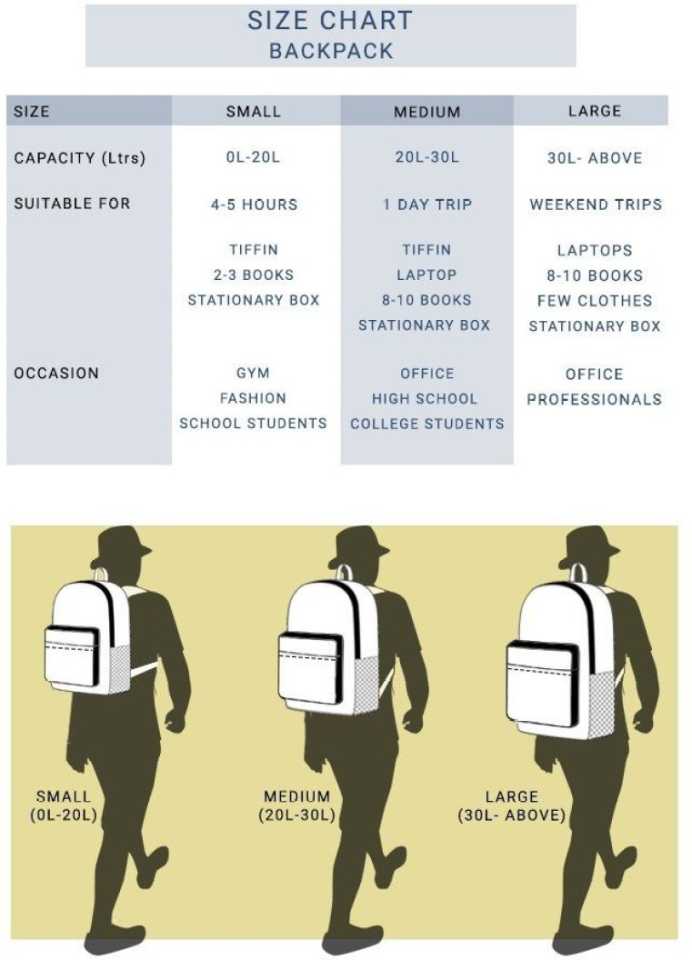 SIZE CHART
BACKPACK
SIZE SMALL MEDIUM LARGE
CAPACITY (Ltrs) 0L-20L 20L-30L 30L- ABOVE
SUITABLE FOR 4-5 HOURS 1 DAY TRIP WEEKEND TRIPS
TIFFIN TIFFIN LAPTOPS
2-3 BOOKS LAPTOP 8-10 BOOKS
STATIONARY BOX 8-10 BOOKS FEW CLOTHES
STATIONARY BOX STATIONARY BOX
OCCASION GYM OFFICE OFFICE
FASHION HIGH SCHOOL PROFESSIONALS
SCHOOL STUDENTS COLLEGE STUDENTS
SMALL MEDIUM LARGE
(0L-20L) (20L-30L) (30L- ABOVE)